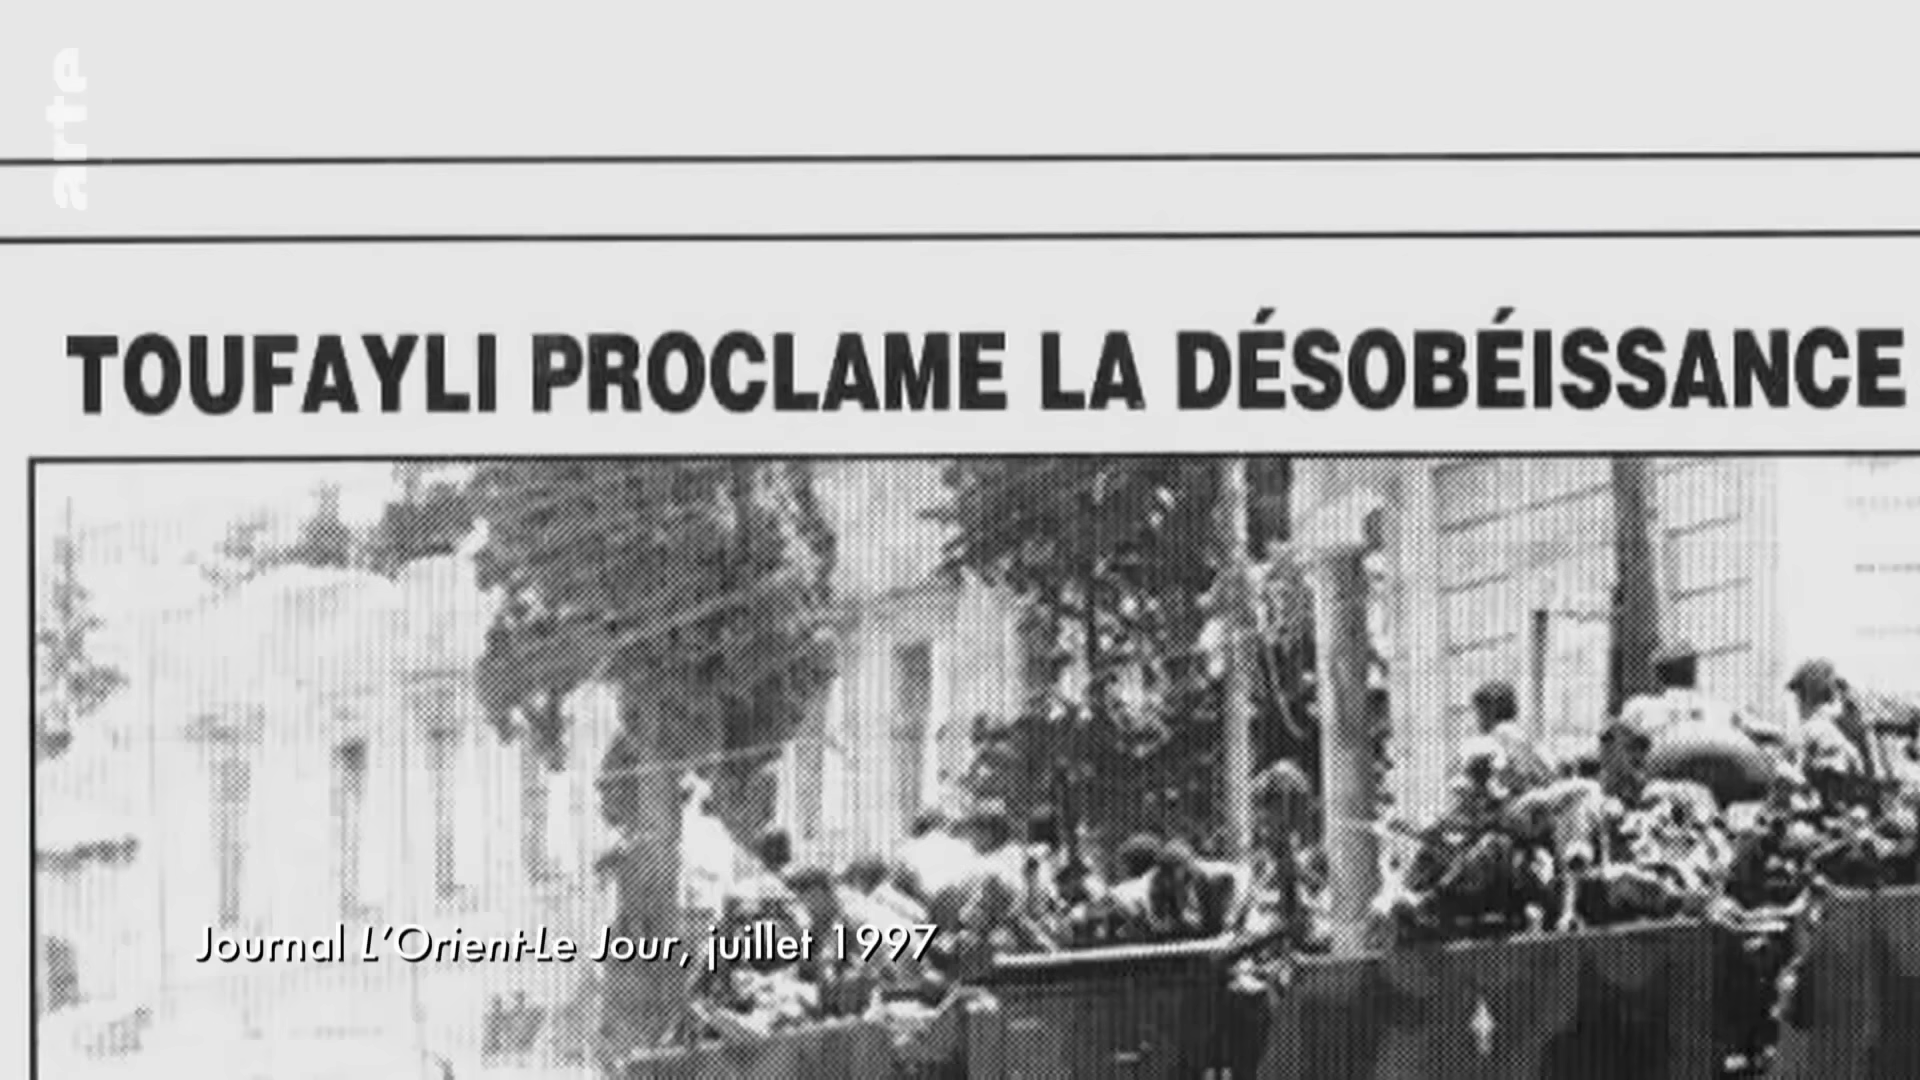 arte
TOUFAYLI PROCLAME LA DÉSOBÉISSANCE
Journal L'Orient-Le Jour, juillet 1997